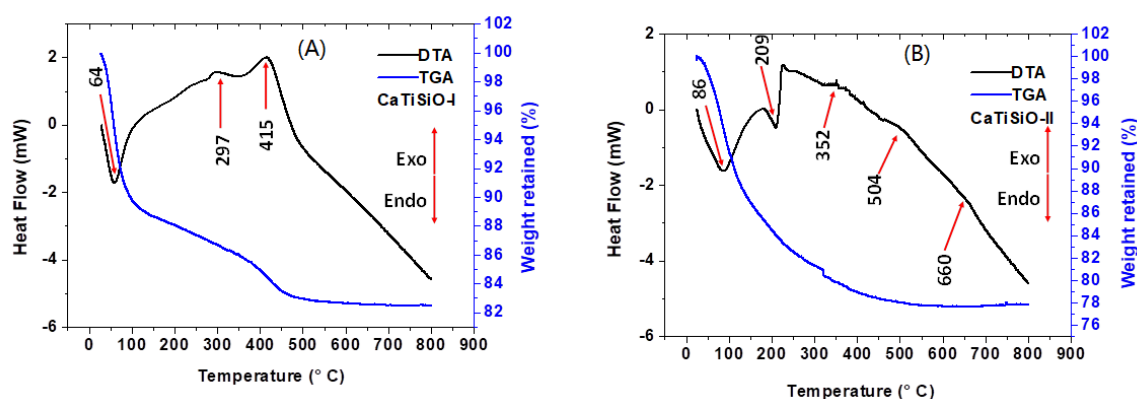 (A)
DTA
TGA
CaTiSiO-I
Exo
Endo
64
297
415
2
0
-2
-4
-6
Heat Flow (mW)
102
100
98
96
94
92
90
88
86
84
82
Weight retained (%)
0 100 200 300 400 500 600 700 800 900
Temperature (° C)
(B)
DTA
TGA
CaTiSiO-II
Exo
Endo
86
209
352
504
660
2
0
-2
-4
-6
Heat Flow (mW)
102
100
98
96
94
92
90
88
86
84
82
80
78
76
Weight retained (%)
0 100 200 300 400 500 600 700 800 900
Temperature (° C)